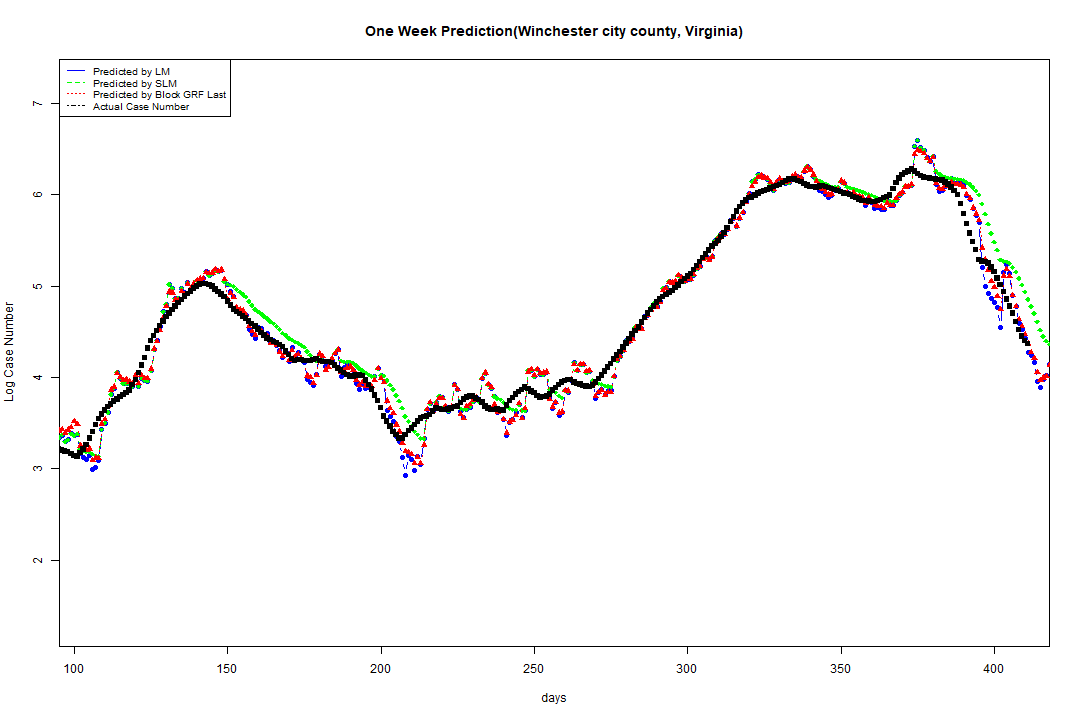 One Week Prediction(Winchester city county, Virginia)
Predicted by LM
Predicted by SLM
Predicted by Block GRF Last
Actual Case Number
7
6
5
4
3
2
Log Case Number
100 150 200 250 300 350 400
days